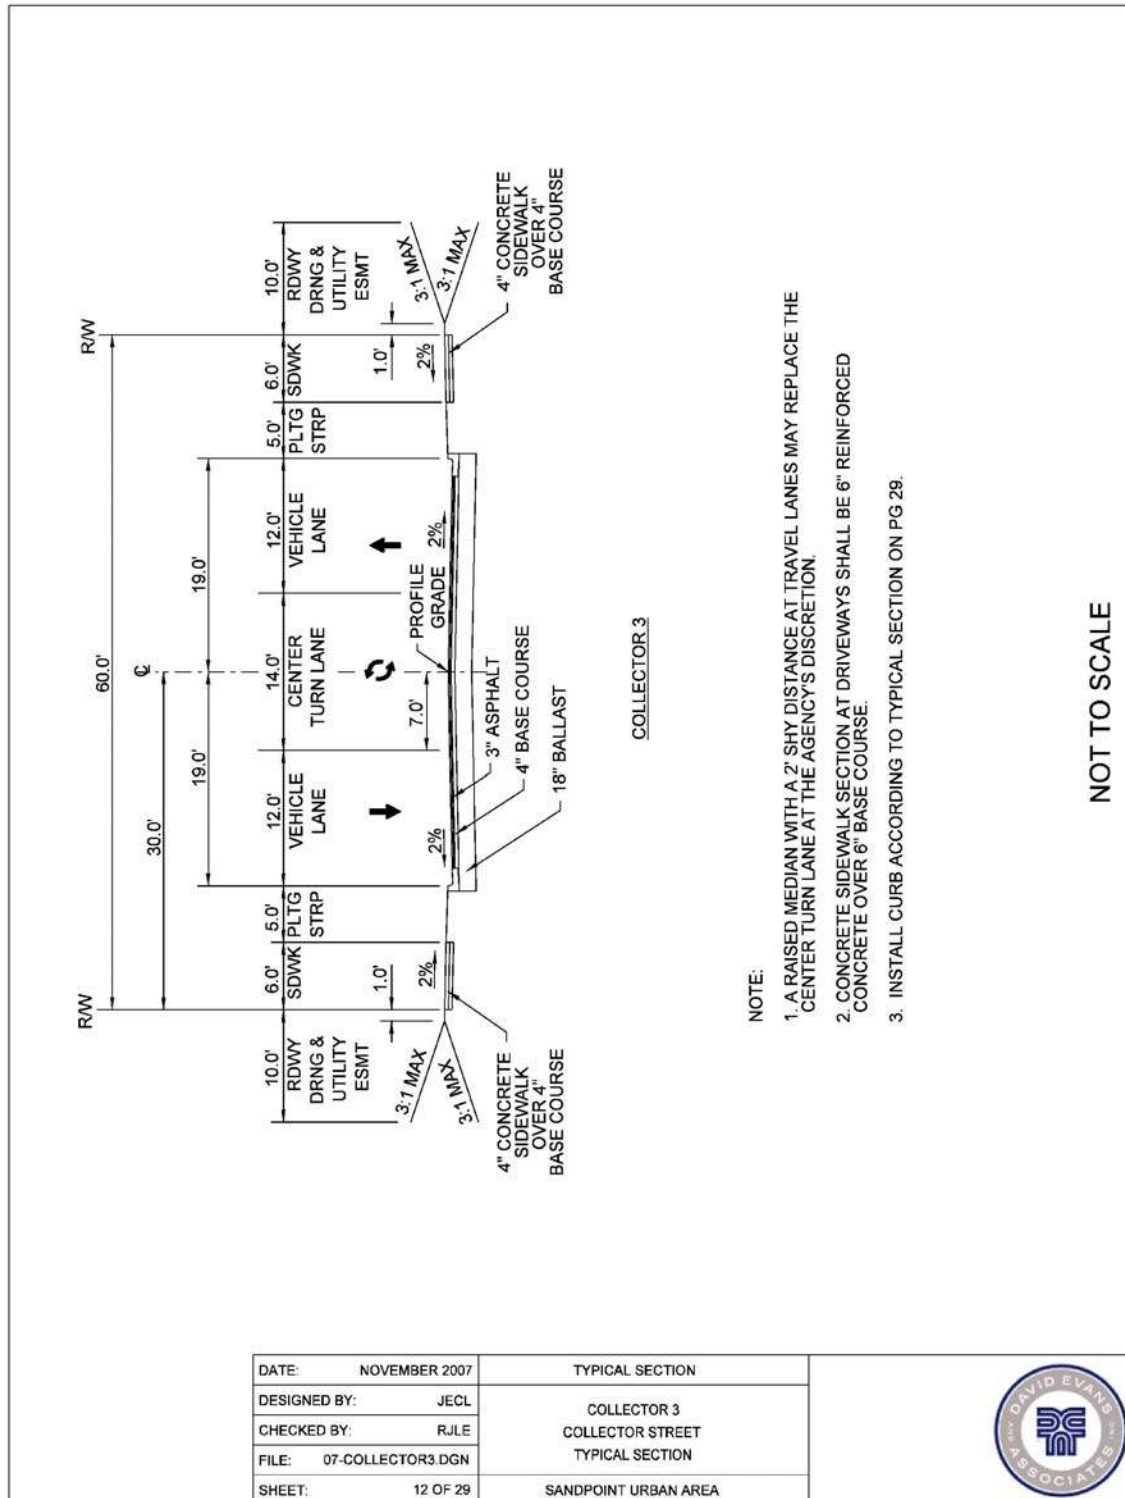 R/W
60.0'
R/W
30.0'
℄
19.0'
19.0'
10.0'
6.0'
5.0'
12.0'
14.0'
12.0'
5.0'
6.0'
10.0'
RDWY
DRNG &
UTILITY
ESMT
SDWK
PLTG
STRP
VEHICLE
LANE
CENTER
TURN LANE
VEHICLE
LANE
PLTG
STRP
SDWK
RDWY
DRNG &
UTILITY
ESMT
1.0'
7.0'
PROFILE
GRADE
1.0'
3:1 MAX
3:1 MAX
2%
2%
2%
2%
3:1 MAX
3:1 MAX
4" CONCRETE
SIDEWALK
OVER 4"
BASE COURSE
3" ASPHALT
4" BASE COURSE
18" BALLAST
4" CONCRETE
SIDEWALK
OVER 4"
BASE COURSE
COLLECTOR 3
NOTE:
1. A RAISED MEDIAN WITH A 2' SHY DISTANCE AT TRAVEL LANES MAY REPLACE THE
CENTER TURN LANE AT THE AGENCY'S DISCRETION.
2. CONCRETE SIDEWALK SECTION AT DRIVEWAYS SHALL BE 6" REINFORCED
CONCRETE OVER 6" BASE COURSE.
3. INSTALL CURB ACCORDING TO TYPICAL SECTION ON PG 29.
NOT TO SCALE
DATE: NOVEMBER 2007
DESIGNED BY: JECL
CHECKED BY: RJLE
FILE: 07-COLLECTOR3.DGN
SHEET: 12 OF 29
TYPICAL SECTION
COLLECTOR 3
COLLECTOR STREET
TYPICAL SECTION
SANDPOINT URBAN AREA
DAVID EVANS
AND ASSOCIATES INC.